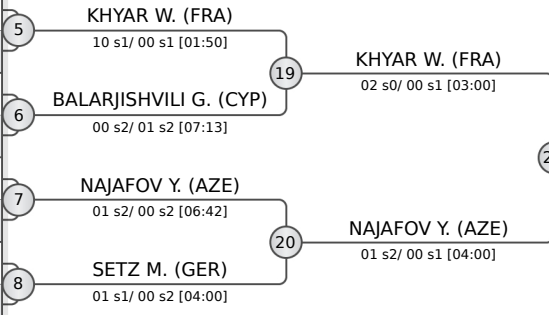 5
KHYAR W. (FRA)
10 s1/ 00 s1 [01:50]
19
KHYAR W. (FRA)
02 s0/ 00 s1 [03:00]
6
BALARJISHVILI G. (CYP)
00 s2/ 01 s2 [07:13]
7
NAJAFOV Y. (AZE)
01 s2/ 00 s2 [06:42]
20
NAJAFOV Y. (AZE)
01 s2/ 00 s1 [04:00]
8
SETZ M. (GER)
01 s1/ 00 s2 [04:00]